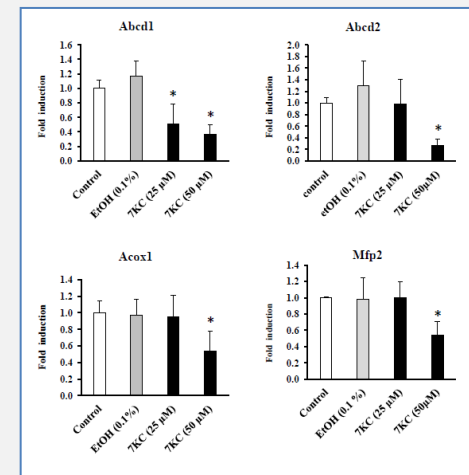 Abcd1
Fold induction
1.6
1.4
1.2
1.0
0.8
0.6
0.4
0.2
0.0
*
*
Control
EtOH (0.1%)
7KC (25 µM)
7KC (50 µM)
Abcd2
Fold induction
2.0
1.8
1.6
1.4
1.2
1.0
0.8
0.6
0.4
0.2
0.0
*
control
etOH (0.1%)
7KC (25 µM)
7KC (50µM)
Acox1
Fold induction
1.4
1.2
1.0
0.8
0.6
0.4
0.2
0.0
*
Control
EtOH (0.1%)
7KC (25 µM)
7KC (50 µM)
Mfp2
Fold induction
1.4
1.2
1.0
0.8
0.6
0.4
0.2
0.0
*
Control
EtOH (0.1 %)
7KC (25 µM)
7KC (50µM)